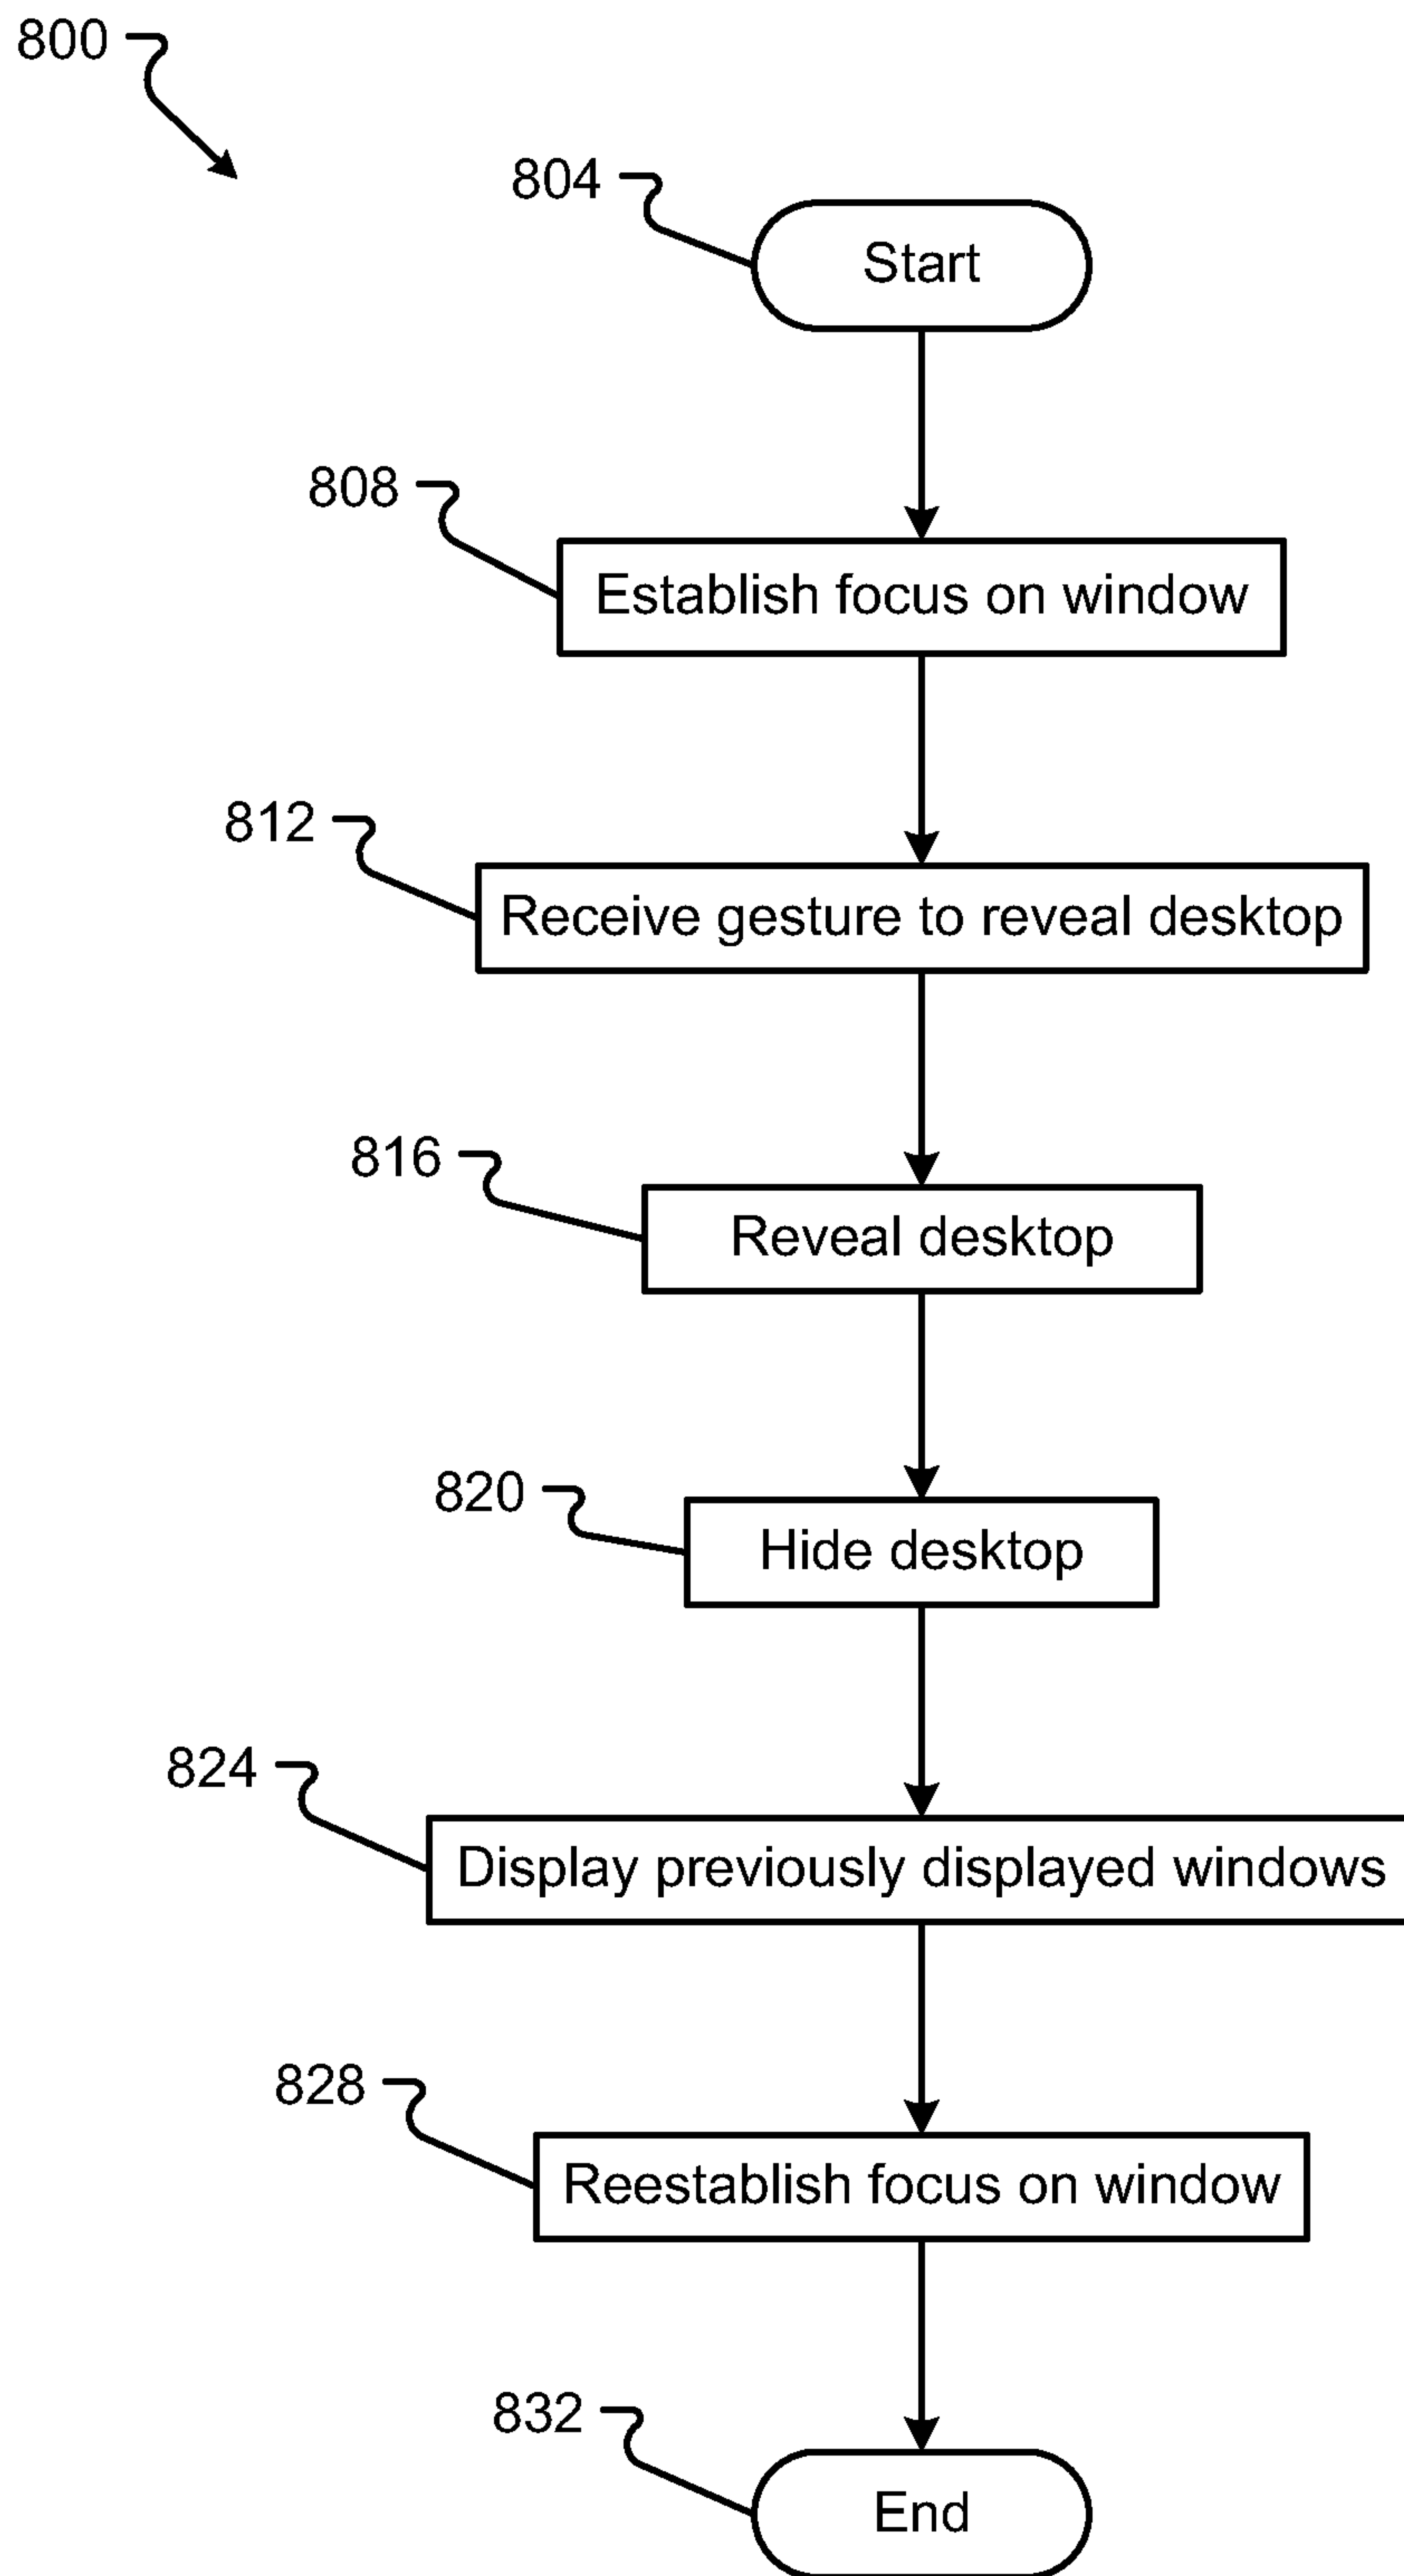 800
804
Start
808
Establish focus on window
812
Receive gesture to reveal desktop
816
Reveal desktop
820
Hide desktop
824
Display previously displayed windows
828
Reestablish focus on window
832
End